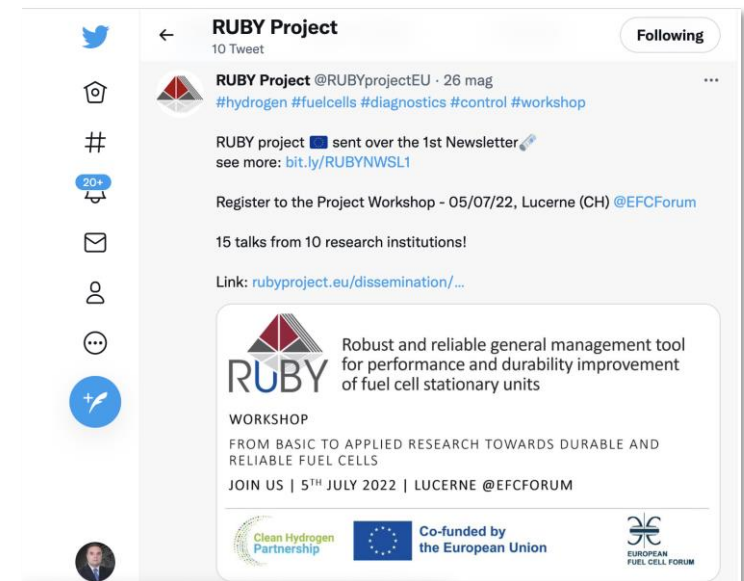 RUBY Project
10 Tweet
Following
RUBY Project @RUBYprojectEU · 26 mag
#hydrogen #fuelcells #diagnostics #control #workshop
RUBY project 🇪🇺 sent over the 1st Newsletter🗞️
see more: bit.ly/RUBYNWSL1
Register to the Project Workshop - 05/07/22, Lucerne (CH) @EFCForum
15 talks from 10 research institutions!
Link: rubyproject.eu/dissemination/...
20+
RUBY
Robust and reliable general management tool
for performance and durability improvement
of fuel cell stationary units
WORKSHOP
FROM BASIC TO APPLIED RESEARCH TOWARDS DURABLE AND
RELIABLE FUEL CELLS
JOIN US | 5TH JULY 2022 | LUCERNE @EFCFORUM
Clean Hydrogen
Partnership
Co-funded by
the European Union
EUROPEAN
FUEL CELL FORUM